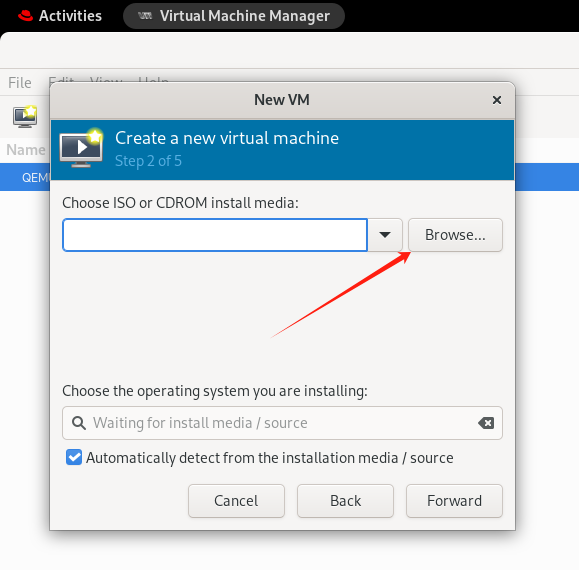 Activities Virtual Machine Manager
File Edit View Help
New VM
Create a new virtual machine
Step 2 of 5
Name
QEM
Choose ISO or CDROM install media:
Browse...
Choose the operating system you are installing:
Waiting for install media / source
Automatically detect from the installation media / source
Cancel Back Forward